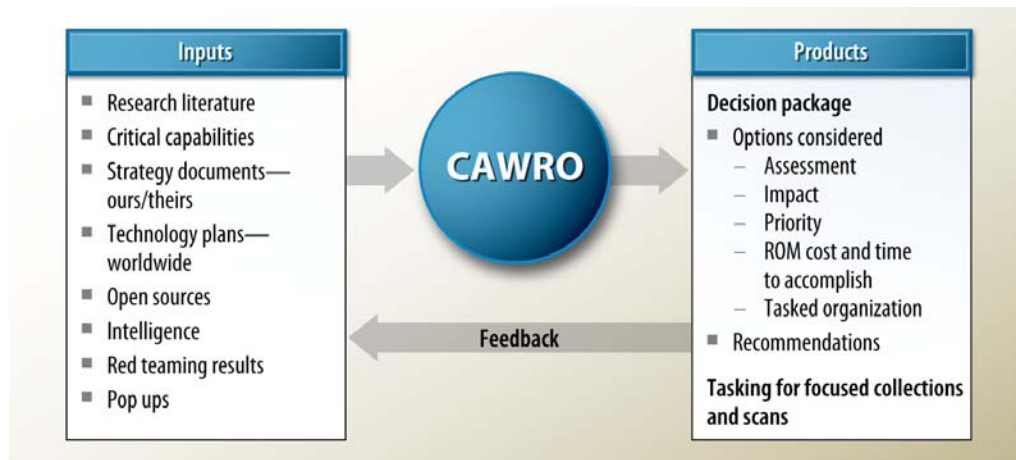 Inputs
■ Research literature
■ Critical capabilities
■ Strategy documents—
ours/theirs
■ Technology plans—
worldwide
■ Open sources
■ Intelligence
■ Red teaming results
■ Pop ups
CAWRO
Feedback
Products
Decision package
■ Options considered
– Assessment
– Impact
– Priority
– ROM cost and time
to accomplish
– Tasked organization
■ Recommendations
Tasking for focused collections
and scans